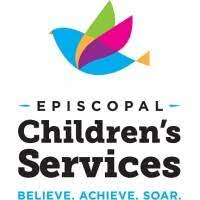 EPISCOPAL
Children's
Services
BELIEVE. ACHIEVE. SOAR.